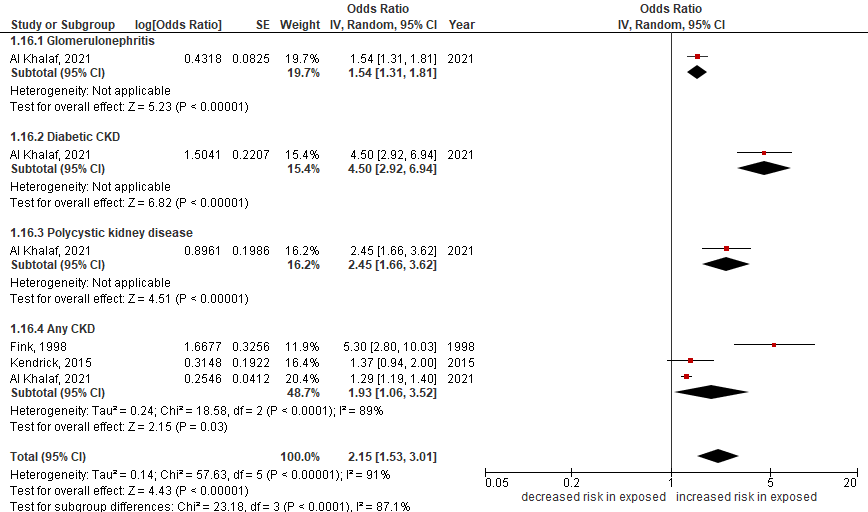 Odds Ratio Odds Ratio
Study or Subgroup log[Odds Ratio] SE Weight IV, Random, 95% CI Year IV, Random, 95% CI
1.16.1 Glomerulonephritis
Al Khalaf, 2021 0.4318 0.0825 19.7% 1.54 [1.31, 1.81] 2021
Subtotal (95% CI) 19.7% 1.54 [1.31, 1.81]
Heterogeneity: Not applicable
Test for overall effect: Z = 5.23 (P < 0.00001)
1.16.2 Diabetic CKD
Al Khalaf, 2021 1.5041 0.2207 15.4% 4.50 [2.92, 6.94] 2021
Subtotal (95% CI) 15.4% 4.50 [2.92, 6.94]
Heterogeneity: Not applicable
Test for overall effect: Z = 6.82 (P < 0.00001)
1.16.3 Polycystic kidney disease
Al Khalaf, 2021 0.8961 0.1986 16.2% 2.45 [1.66, 3.62] 2021
Subtotal (95% CI) 16.2% 2.45 [1.66, 3.62]
Heterogeneity: Not applicable
Test for overall effect: Z = 4.51 (P < 0.00001)
1.16.4 Any CKD
Fink, 1998 1.6677 0.3256 11.9% 5.30 [2.80, 10.03] 1998
Kendrick, 2015 0.3148 0.1922 16.4% 1.37 [0.94, 2.00] 2015
Al Khalaf, 2021 0.2546 0.0412 20.4% 1.29 [1.19, 1.40] 2021
Subtotal (95% CI) 48.7% 1.93 [1.06, 3.52]
Heterogeneity: Tau² = 0.24; Chi² = 18.58, df = 2 (P < 0.0001); I² = 89%
Test for overall effect: Z = 2.15 (P = 0.03)
Total (95% CI) 100.0% 2.15 [1.53, 3.01]
Heterogeneity: Tau² = 0.14; Chi² = 57.63, df = 5 (P < 0.00001); I² = 91%
Test for overall effect: Z = 4.43 (P < 0.00001)
Test for subgroup differences: Chi² = 23.18, df = 3 (P < 0.0001), I² = 87.1%
0.05 0.2 1 5 20
decreased risk in exposed increased risk in exposed